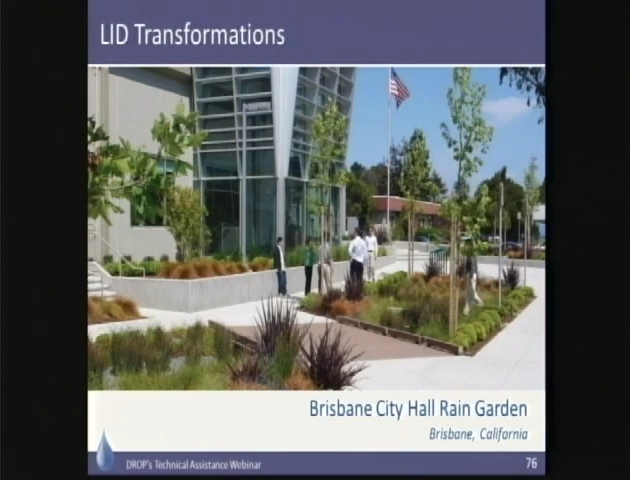 LID Transformations
Brisbane City Hall Rain Garden
Brisbane, California
DROP's Technical Assistance Webinar
76